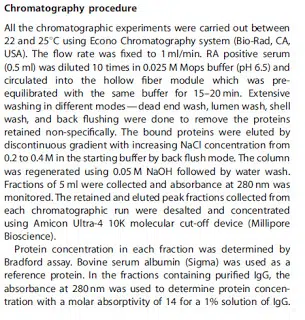 Chromatography procedure
All the chromatographic experiments were carried out between
22 and 25°C using Econo Chromatography system (Bio-Rad, CA,
USA). The flow rate was fixed to 1 ml/min. RA positive serum
(0.5 ml) was diluted 10 times in 0.025 M Mops buffer (pH 6.5) and
circulated into the hollow fiber module which was pre-
equilibrated with the same buffer for 15–20 min. Extensive
washing in different modes—dead end wash, lumen wash, shell
wash, and back flushing were done to remove the proteins
retained non-specifically. The bound proteins were eluted by
discontinuous gradient with increasing NaCl concentration from
0.2 to 0.4 M in the starting buffer by back flush mode. The column
was regenerated using 0.05 M NaOH followed by water wash.
Fractions of 5 ml were collected and absorbance at 280 nm was
monitored. The retained and eluted peak fractions collected from
each chromatographic run were desalted and concentrated
using Amicon Ultra-4 10K molecular cut-off device (Millipore
Bioscience).
Protein concentration in each fraction was determined by
Bradford assay. Bovine serum albumin (Sigma) was used as a
reference protein. In the fractions containing purified IgG, the
absorbance at 280 nm was used to determine protein concen-
tration with a molar absorptivity of 14 for a 1% solution of IgG.